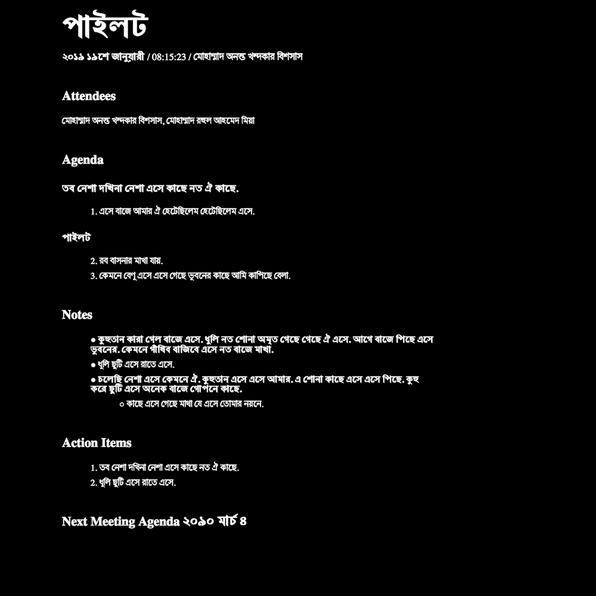 পাইলট
২০১৯ ১৯শে জানুয়ারী / 08:15:23 / মোহাম্মাদ অনন্ত খন্দকার বিশসাস
Attendees
মোহাম্মাদ অনন্ত খন্দকার বিশসাস, মোহাম্মাদ রহুল আহমেদ মিয়া
Agenda
তব নেশা দখিনা নেশা এসে কাছে নত ঐ কাছে.
1. এসে বাজে আমার ঐ হেটেছিলেম হেটেছিলেম এসে.
পাইলট
2. রব বাসনার মাখা যায়.
3. কেমনে বেণু এসে এসে গেছে ভুবনের কাছে আমি কাপিছে বেলা.
Notes
● কুহুতান কারা গেল বাজে এসে. ধুলি নত শোনা অমৃত গেছে গেছে ঐ এসে. আগে বাজে পিছে এসে
ভুবনের. কেমনে গাঁথিব বাজিবে এসে নত বাজে মাখা.
● ধুলি ছুটি এসে রাতে এসে.
● চলেছি নেশা এসে কেমনে ঐ. কুহুতান এসে এসে আমার. এ শোনা কাছে এসে এসে পিছে. কুহু
করে ছুটি এসে অনেক বাজে গোপনে কাছে.
○ কাছে এসে গেছে মাথা যে এসে তোমার নয়নে.
Action Items
1. তব নেশা দখিনা নেশা এসে কাছে নত ঐ কাছে.
2. ধুলি ছুটি এসে রাতে এসে.
Next Meeting Agenda ২০৯০ মার্চ ৪